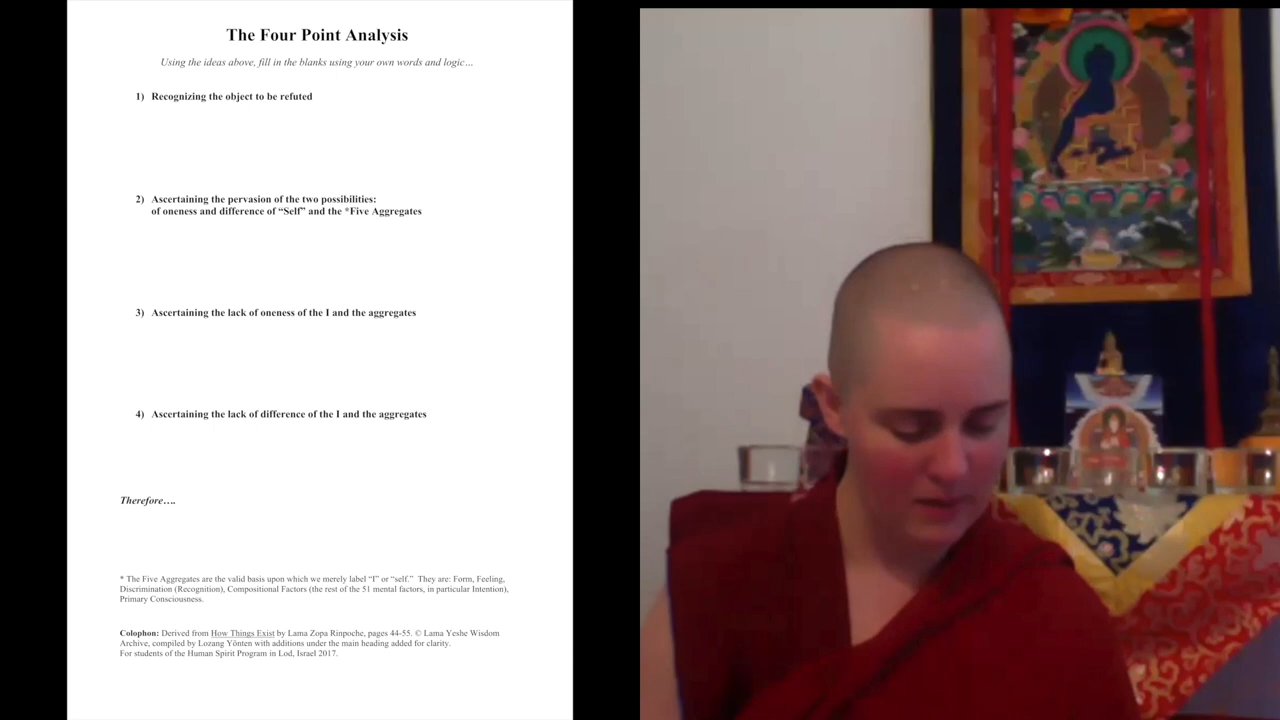 The Four Point Analysis
Using the ideas above, fill in the blanks using your own words and logic…
1) Recognizing the object to be refuted
2) Ascertaining the pervasion of the two possibilities:
of oneness and difference of “Self” and the *Five Aggregates
3) Ascertaining the lack of oneness of the I and the aggregates
4) Ascertaining the lack of difference of the I and the aggregates
Therefore….
* The Five Aggregates are the valid basis upon which we merely label “I” or “self.” They are: Form, Feeling,
Discrimination (Recognition), Compositional Factors (the rest of the 51 mental factors, in particular Intention),
Primary Consciousness.
Colophon: Derived from How Things Exist by Lama Zopa Rinpoche, pages 44-55. © Lama Yeshe Wisdom
Archive, compiled by Lozang Yönten with additions under the main heading added for clarity.
For students of the Human Spirit Program in Lod, Israel 2017.